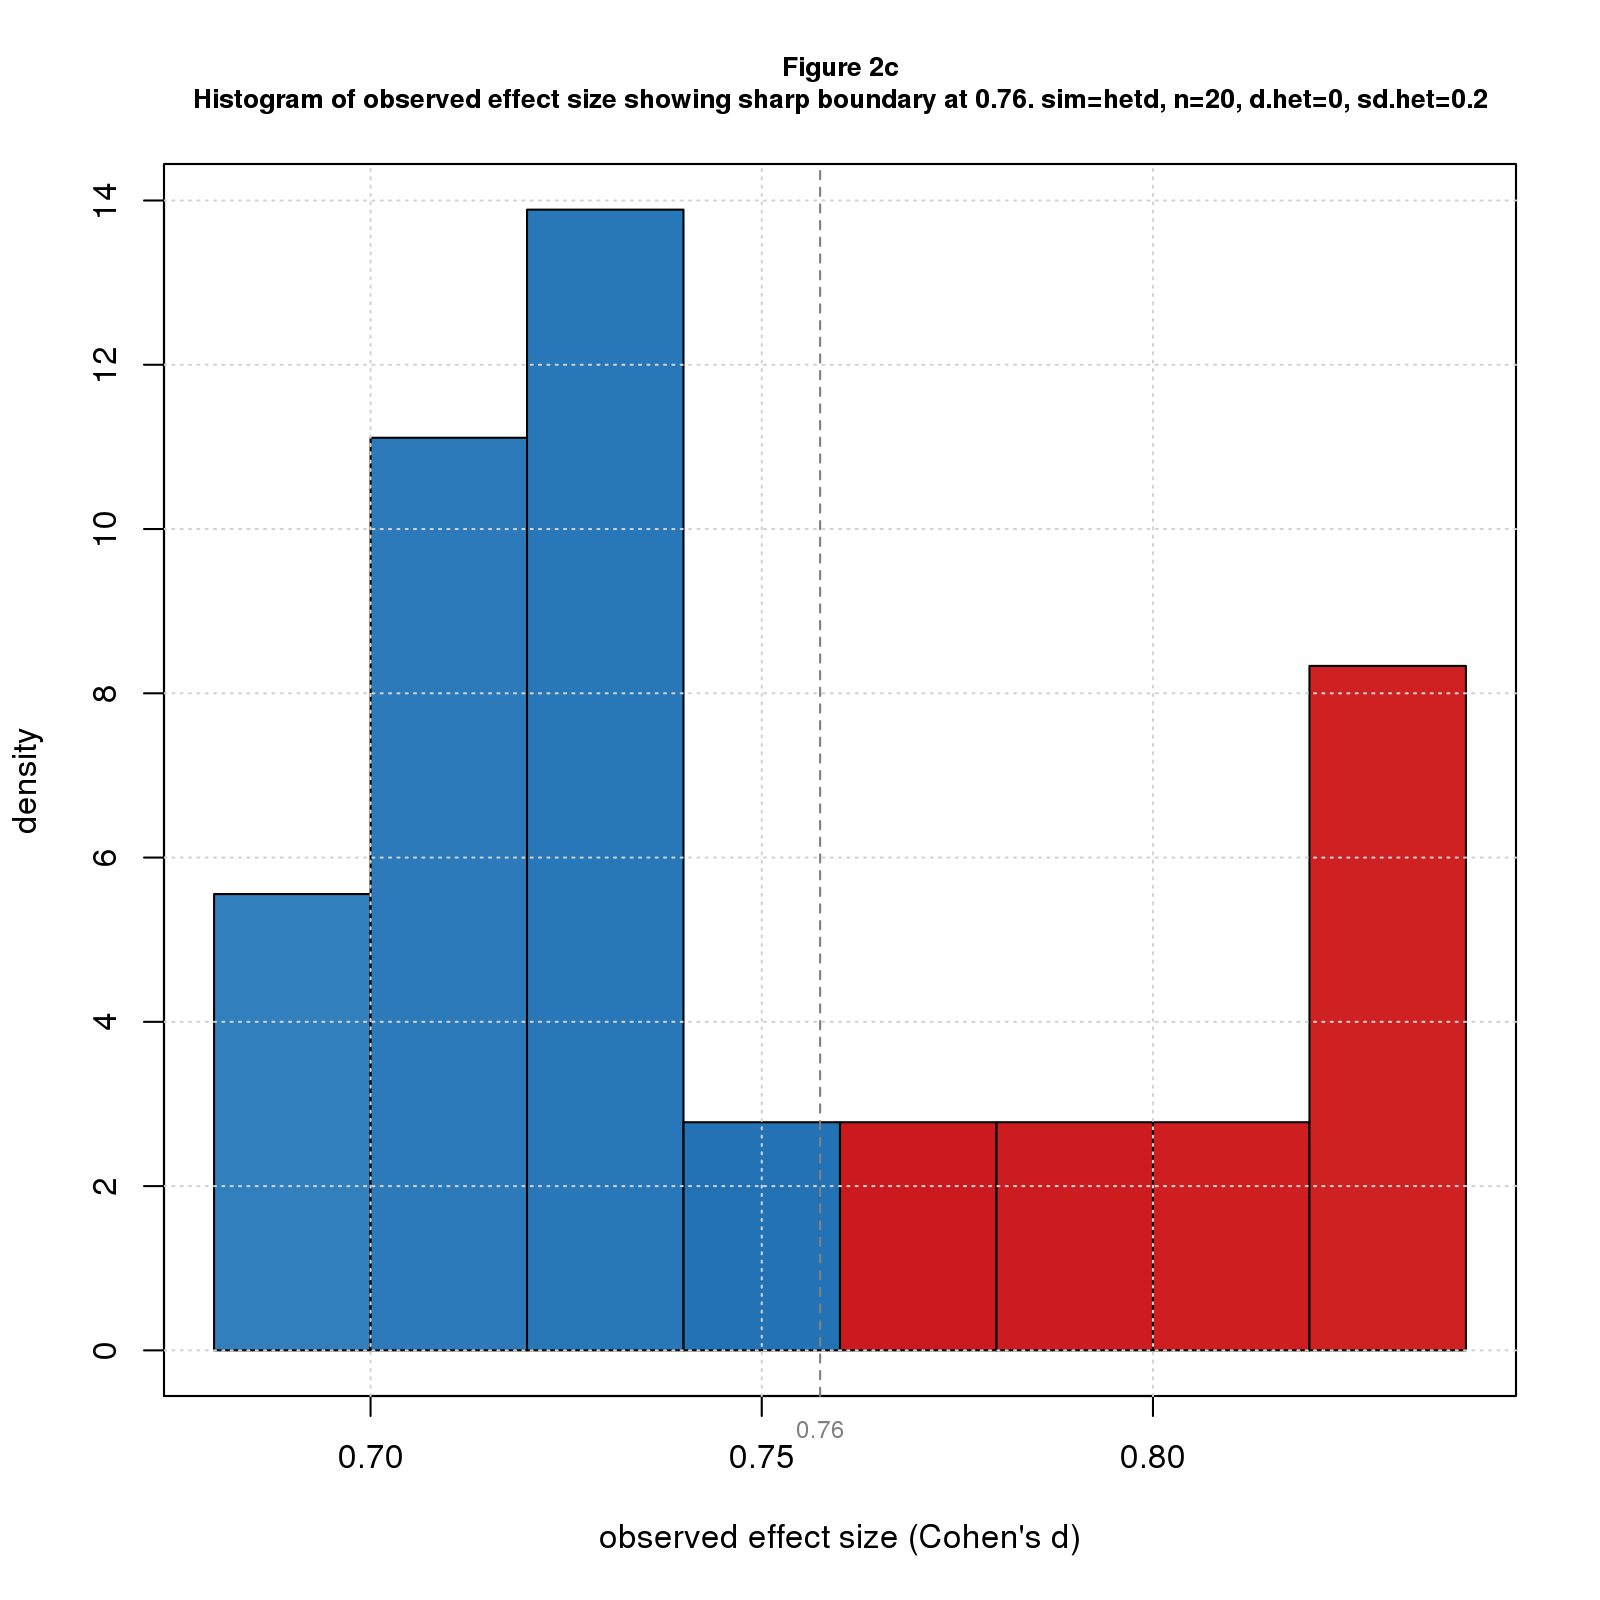 Figure 2c
Histogram of observed effect size showing sharp boundary at 0.76. sim=hetd, n=20, d.het=0, sd.het=0.2
density
14
12
10
8
6
4
2
0
0.76
0.70 0.75 0.80
observed effect size (Cohen's d)